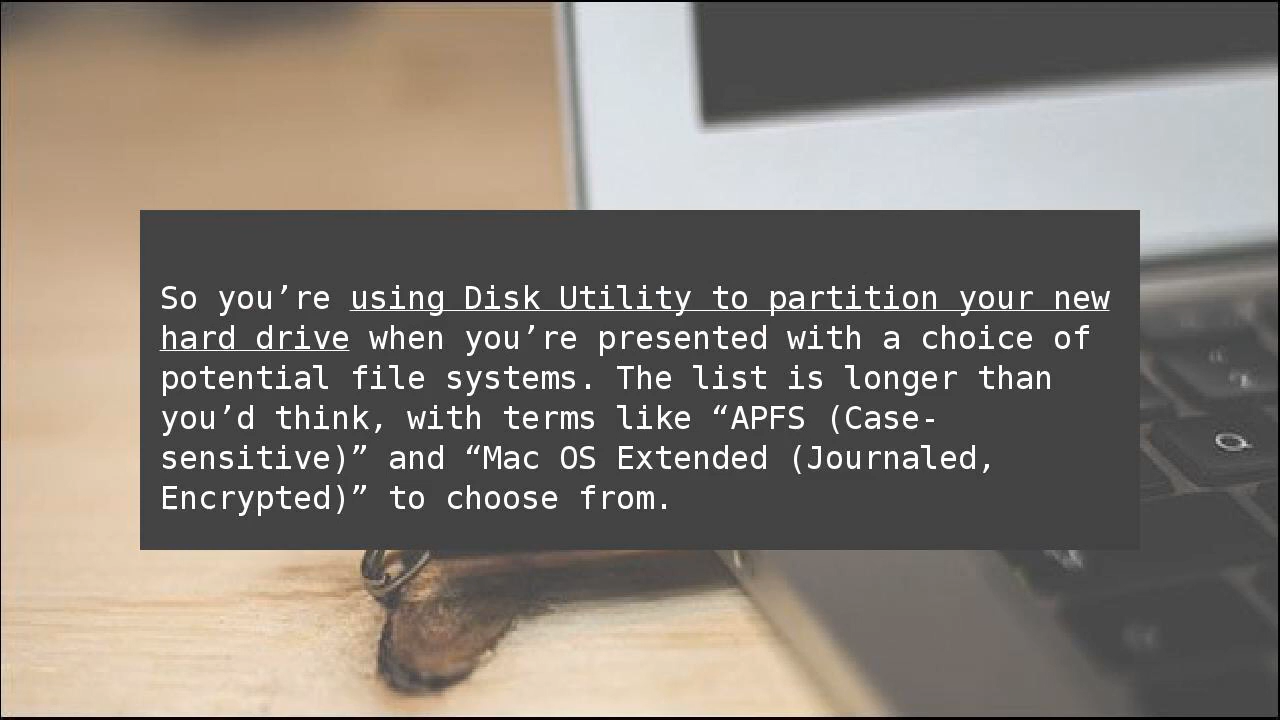 So you’re using Disk Utility to partition your new
hard drive when you’re presented with a choice of
potential file systems. The list is longer than
you’d think, with terms like “APFS (Case-
sensitive)” and “Mac OS Extended (Journaled,
Encrypted)” to choose from.